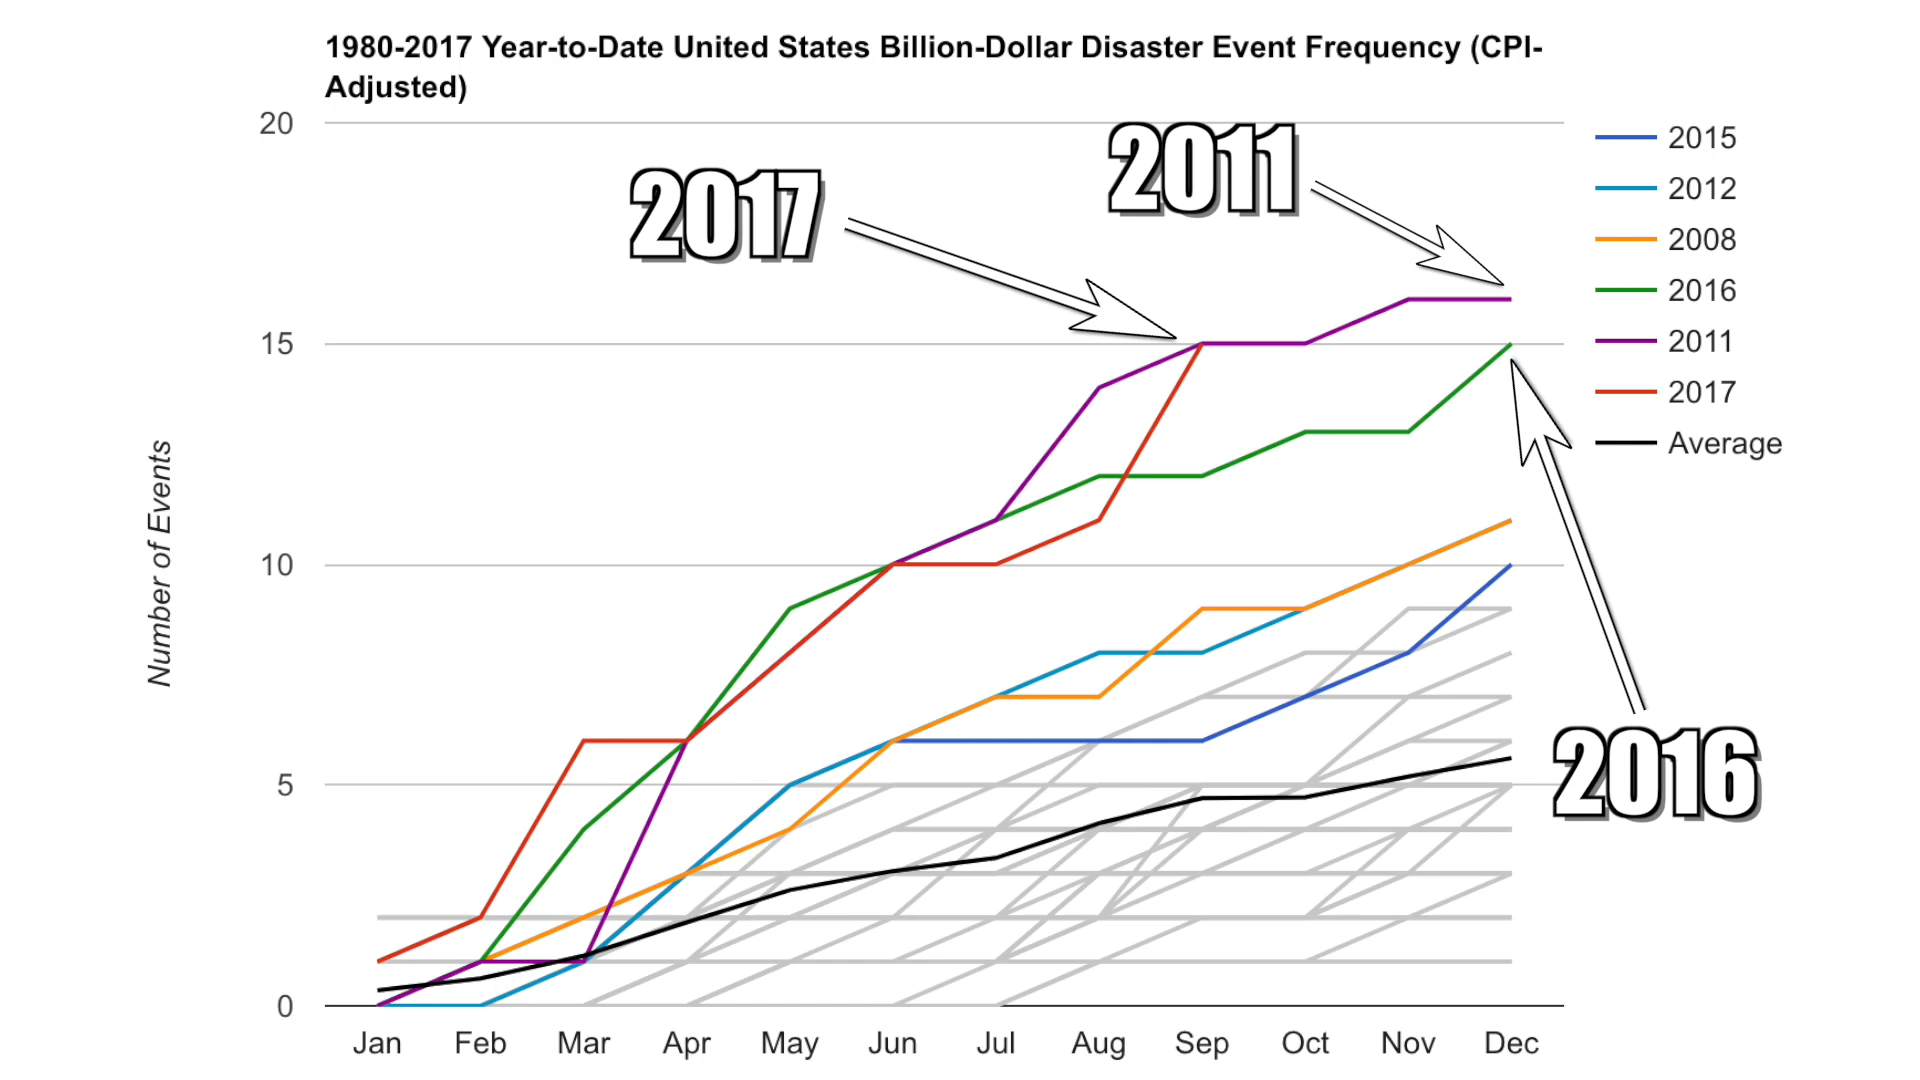 1980-2017 Year-to-Date United States Billion-Dollar Disaster Event Frequency (CPI-
Adjusted)
20
15
10
5
0
Number of Events
2017
2011
2016
2015
2012
2008
2016
2011
2017
Average
Jan Feb Mar Apr May Jun Jul Aug Sep Oct Nov Dec